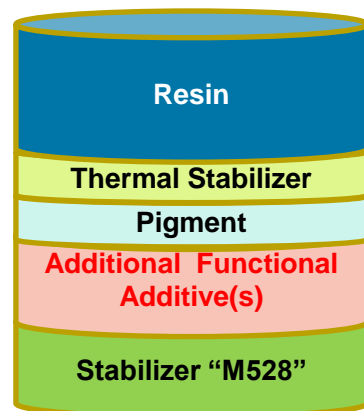 Resin
Thermal Stabilizer
Pigment
Additional Functional
Additive(s)
Stabilizer “M528”